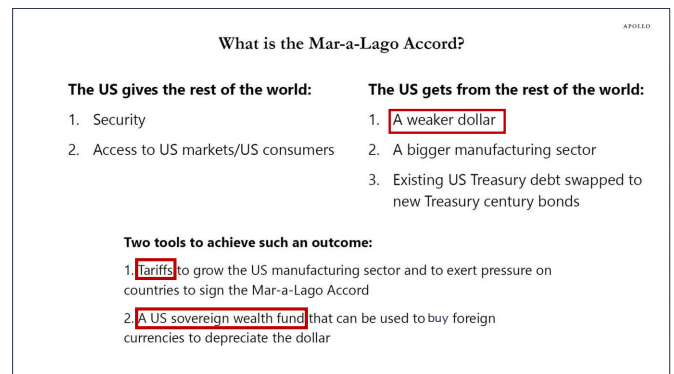 APOLLO
What is the Mar-a-Lago Accord?
The US gives the rest of the world:
1. Security
2. Access to US markets/US consumers
The US gets from the rest of the world:
1. A weaker dollar
2. A bigger manufacturing sector
3. Existing US Treasury debt swapped to
new Treasury century bonds
Two tools to achieve such an outcome:
1. Tariffs to grow the US manufacturing sector and to exert pressure on
countries to sign the Mar-a-Lago Accord
2. A US sovereign wealth fund that can be used to buy foreign
currencies to depreciate the dollar